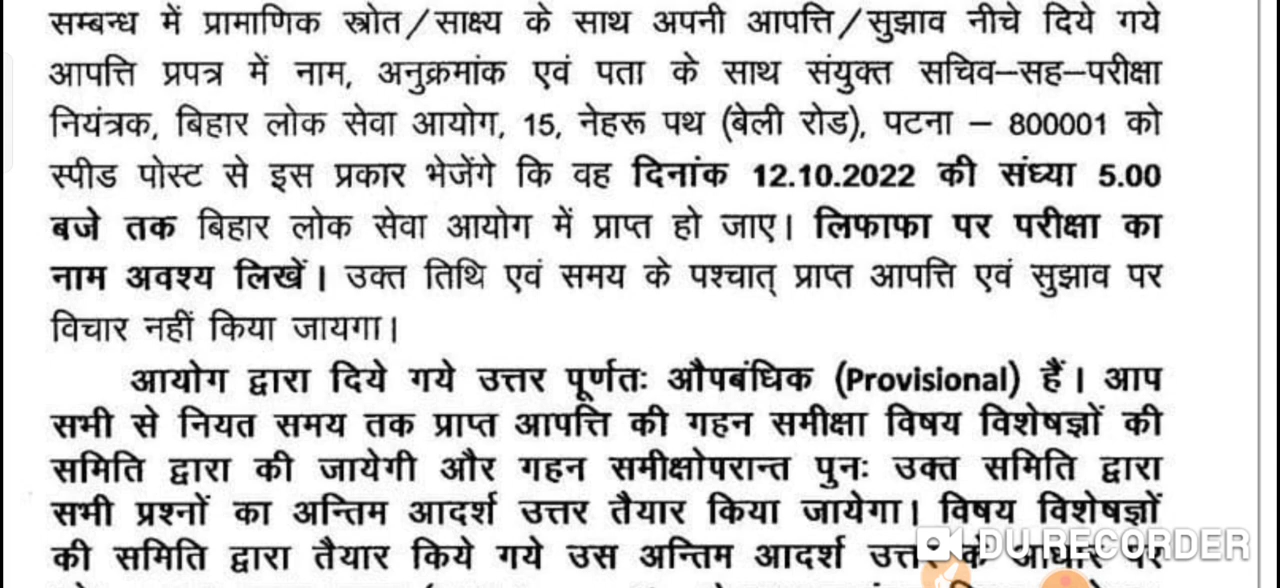 सम्बन्ध में प्रामाणिक स्त्रोत/साक्ष्य के साथ अपनी आपत्ति/सुझाव नीचे दिये गये
आपत्ति प्रपत्र में नाम, अनुक्रमांक एवं पता के साथ संयुक्त सचिव–सह–परीक्षा
नियंत्रक, बिहार लोक सेवा आयोग, 15, नेहरू पथ (बेली रोड), पटना – 800001 को
स्पीड पोस्ट से इस प्रकार भेजेंगे कि वह दिनांक 12.10.2022 की संध्या 5.00
बजे तक बिहार लोक सेवा आयोग में प्राप्त हो जाए। लिफाफा पर परीक्षा का
नाम अवश्य लिखें। उक्त तिथि एवं समय के पश्चात् प्राप्त आपत्ति एवं सुझाव पर
विचार नहीं किया जायगा।
आयोग द्वारा दिये गये उत्तर पूर्णतः औपबंधिक (Provisional) हैं। आप
सभी से नियत समय तक प्राप्त आपत्ति की गहन समीक्षा विषय विशेषज्ञों की
समिति द्वारा की जायेगी और गहन समीक्षोपरान्त पुनः उक्त समिति द्वारा
सभी प्रश्नों का अन्तिम आदर्श उत्तर तैयार किया जायेगा। विषय विशेषज्ञों
की समिति द्वारा तैयार किये गये उस अन्तिम आदर्श उत्तर के आधार पर
DU RECORDER